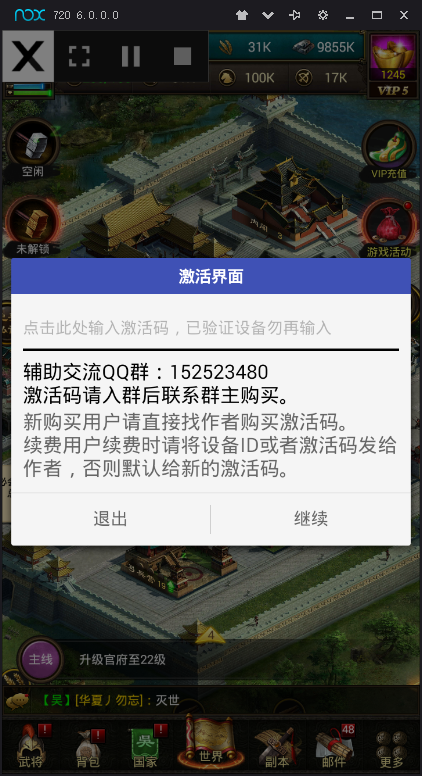 nox 720 6.0.0.0
X
31K 9855K
100K 17K
1245
VIP 5
空闲
VIP充值
未解锁
游戏活动
激活界面
点击此处输入激活码，已验证设备勿再输入
辅助交流QQ群：152523480
激活码请入群后联系群主购买。
新购买用户请直接找作者购买激活码。
续费用户续费时请将设备ID或者激活码发给
作者，否则默认给新的激活码。
退出 继续
4
主线 升级官府至22级
【吴】[华夏丿勿忘]：灭世
吳 48
武将 背包 国家 世界 副本 邮件 更多